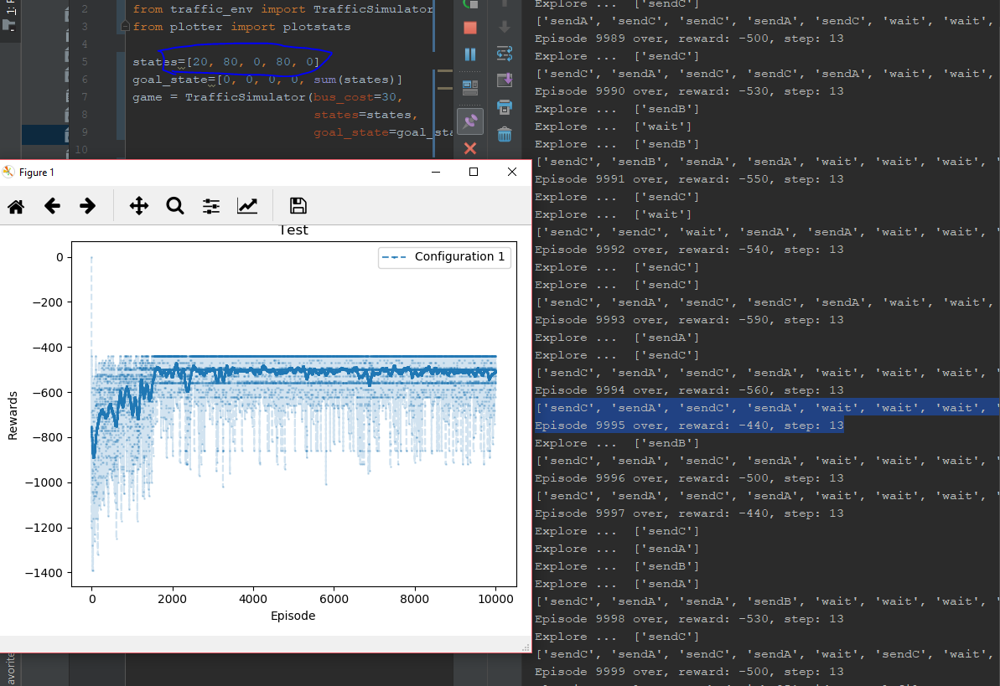 1:
2 from traffic_env import TrafficSimulator
3 from plotter import plotstats
4
5 states=[20, 80, 0, 80, 0]
6 goal_state=[0, 0, 0, 0, sum(states)]
7 game = TrafficSimulator(bus_cost=30,
8 states=states,
9 goal_state=goal_sta
10
Figure 1
Test
Configuration 1
0
−200
−400
−600
−800
−1000
−1200
−1400
Rewards
0 2000 4000 6000 8000 10000
Episode
avorite
Explore ... ['sendC']
['sendA', 'sendC', 'sendC', 'sendA', 'sendC', 'wait', 'wait',
Episode 9989 over, reward: -500, step: 13
Explore ... ['sendC']
['sendC', 'sendA', 'sendC', 'sendC', 'sendA', 'wait', 'wait',
Episode 9990 over, reward: -530, step: 13
Explore ... ['sendB']
Explore ... ['wait']
Explore ... ['sendB']
['sendC', 'sendB', 'sendA', 'sendA', 'wait', 'wait', 'wait', '
Episode 9991 over, reward: -550, step: 13
Explore ... ['sendC']
Explore ... ['wait']
['sendC', 'sendC', 'wait', 'sendA', 'sendA', 'wait', 'wait', '
Episode 9992 over, reward: -540, step: 13
Explore ... ['sendC']
Explore ... ['sendC']
['sendC', 'sendA', 'sendC', 'sendC', 'sendA', 'wait', 'wait',
Episode 9993 over, reward: -590, step: 13
Explore ... ['sendA']
Explore ... ['sendC']
['sendC', 'sendA', 'sendC', 'sendA', 'wait', 'wait', 'wait', '
Episode 9994 over, reward: -560, step: 13
['sendC', 'sendA', 'sendC', 'sendA', 'wait', 'wait', 'wait', '
Episode 9995 over, reward: -440, step: 13
Explore ... ['sendB']
['sendC', 'sendA', 'sendC', 'sendA', 'wait', 'wait', 'wait', '
Episode 9996 over, reward: -500, step: 13
['sendC', 'sendA', 'sendC', 'sendA', 'wait', 'wait', 'wait', '
Episode 9997 over, reward: -440, step: 13
Explore ... ['sendC']
Explore ... ['sendA']
Explore ... ['sendB']
Explore ... ['sendA']
['sendC', 'sendA', 'sendA', 'sendB', 'wait', 'wait', 'wait', '
Episode 9998 over, reward: -530, step: 13
Explore ... ['sendC']
['sendC', 'sendA', 'sendC', 'sendA', 'wait', 'sendC', 'wait',
Episode 9999 over, reward: -500, step: 13